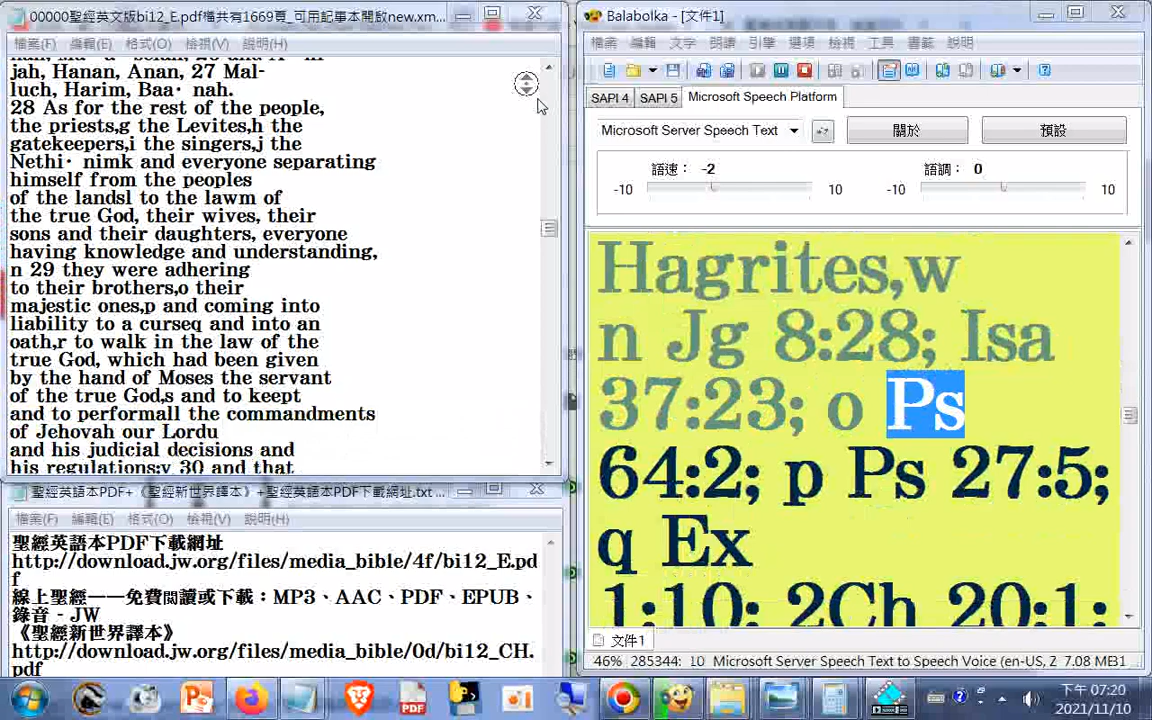 00000聖經英文版bi12_E.pdf檔共有1669頁_可用記事本開啟new.xm...
檔案(F) 編輯(E) 格式(O) 檢視(V) 說明(H)
jah, Hanan, Anan, 27 Mal-
luch, Harim, Baa· nah.
28 As for the rest of the people,
the priests,g the Levites,h the
gatekeepers,i the singers,j the
Nethi· nimk and everyone separating
himself from the peoples
of the landsl to the lawm of
the true God, their wives, their
sons and their daughters, everyone
having knowledge and understanding,
n 29 they were adhering
to their brothers,o their
majestic ones,p and coming into
liability to a curseq and into an
oath,r to walk in the law of the
true God, which had been given
by the hand of Moses the servant
of the true God,s and to keept
and to performall the commandments
of Jehovah our Lordu
and his judicial decisions and
his regulations;v 30 and that
聖經英語本PDF+《聖經新世界譯本》+聖經英語本PDF下載網址.txt ...
檔案(F) 編輯(E) 格式(O) 檢視(V) 說明(H)
聖經英語本PDF下載網址
http://download.jw.org/files/media_bible/4f/bi12_E.pd
f
線上聖經——免費閱讀或下載：MP3、AAC、PDF、EPUB、
錄音 - JW
《聖經新世界譯本》
http://download.jw.org/files/media_bible/0d/bi12_CH.
pdf
Balabolka - [文件1]
檔案 編輯 文字 朗讀 引擎 選項 檢視 工具 書籤 說明
SAPI 4 SAPI 5 Microsoft Speech Platform
Microsoft Server Speech Text 關於 預設
語速： -2 語調： 0
-10 10 -10 10
Hagrites,w
n Jg 8:28; Isa
37:23; o Ps
64:2; p Ps 27:5;
q Ex
1:10; 2Ch 20:1;
文件1
46% 285344: 10 Microsoft Server Speech Text to Speech Voice (en-US, Z 7.08 MB1
下午 07:20
2021/11/10